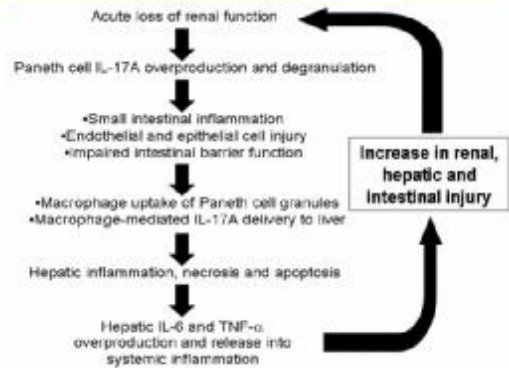 Acute loss of renal function
Paneth cell IL-17A overproduction and degranulation
•Small intestinal inflammation
•Endothelial and epithelial cell injury
•Impaired intestinal barrier function
•Macrophage uptake of Paneth cell granules
•Macrophage-mediated IL-17A delivery to liver
Hepatic inflammation, necrosis and apoptosis
Hepatic IL-6 and TNF-α
overproduction and release into
systemic inflammation
Increase in renal,
hepatic and
intestinal injury